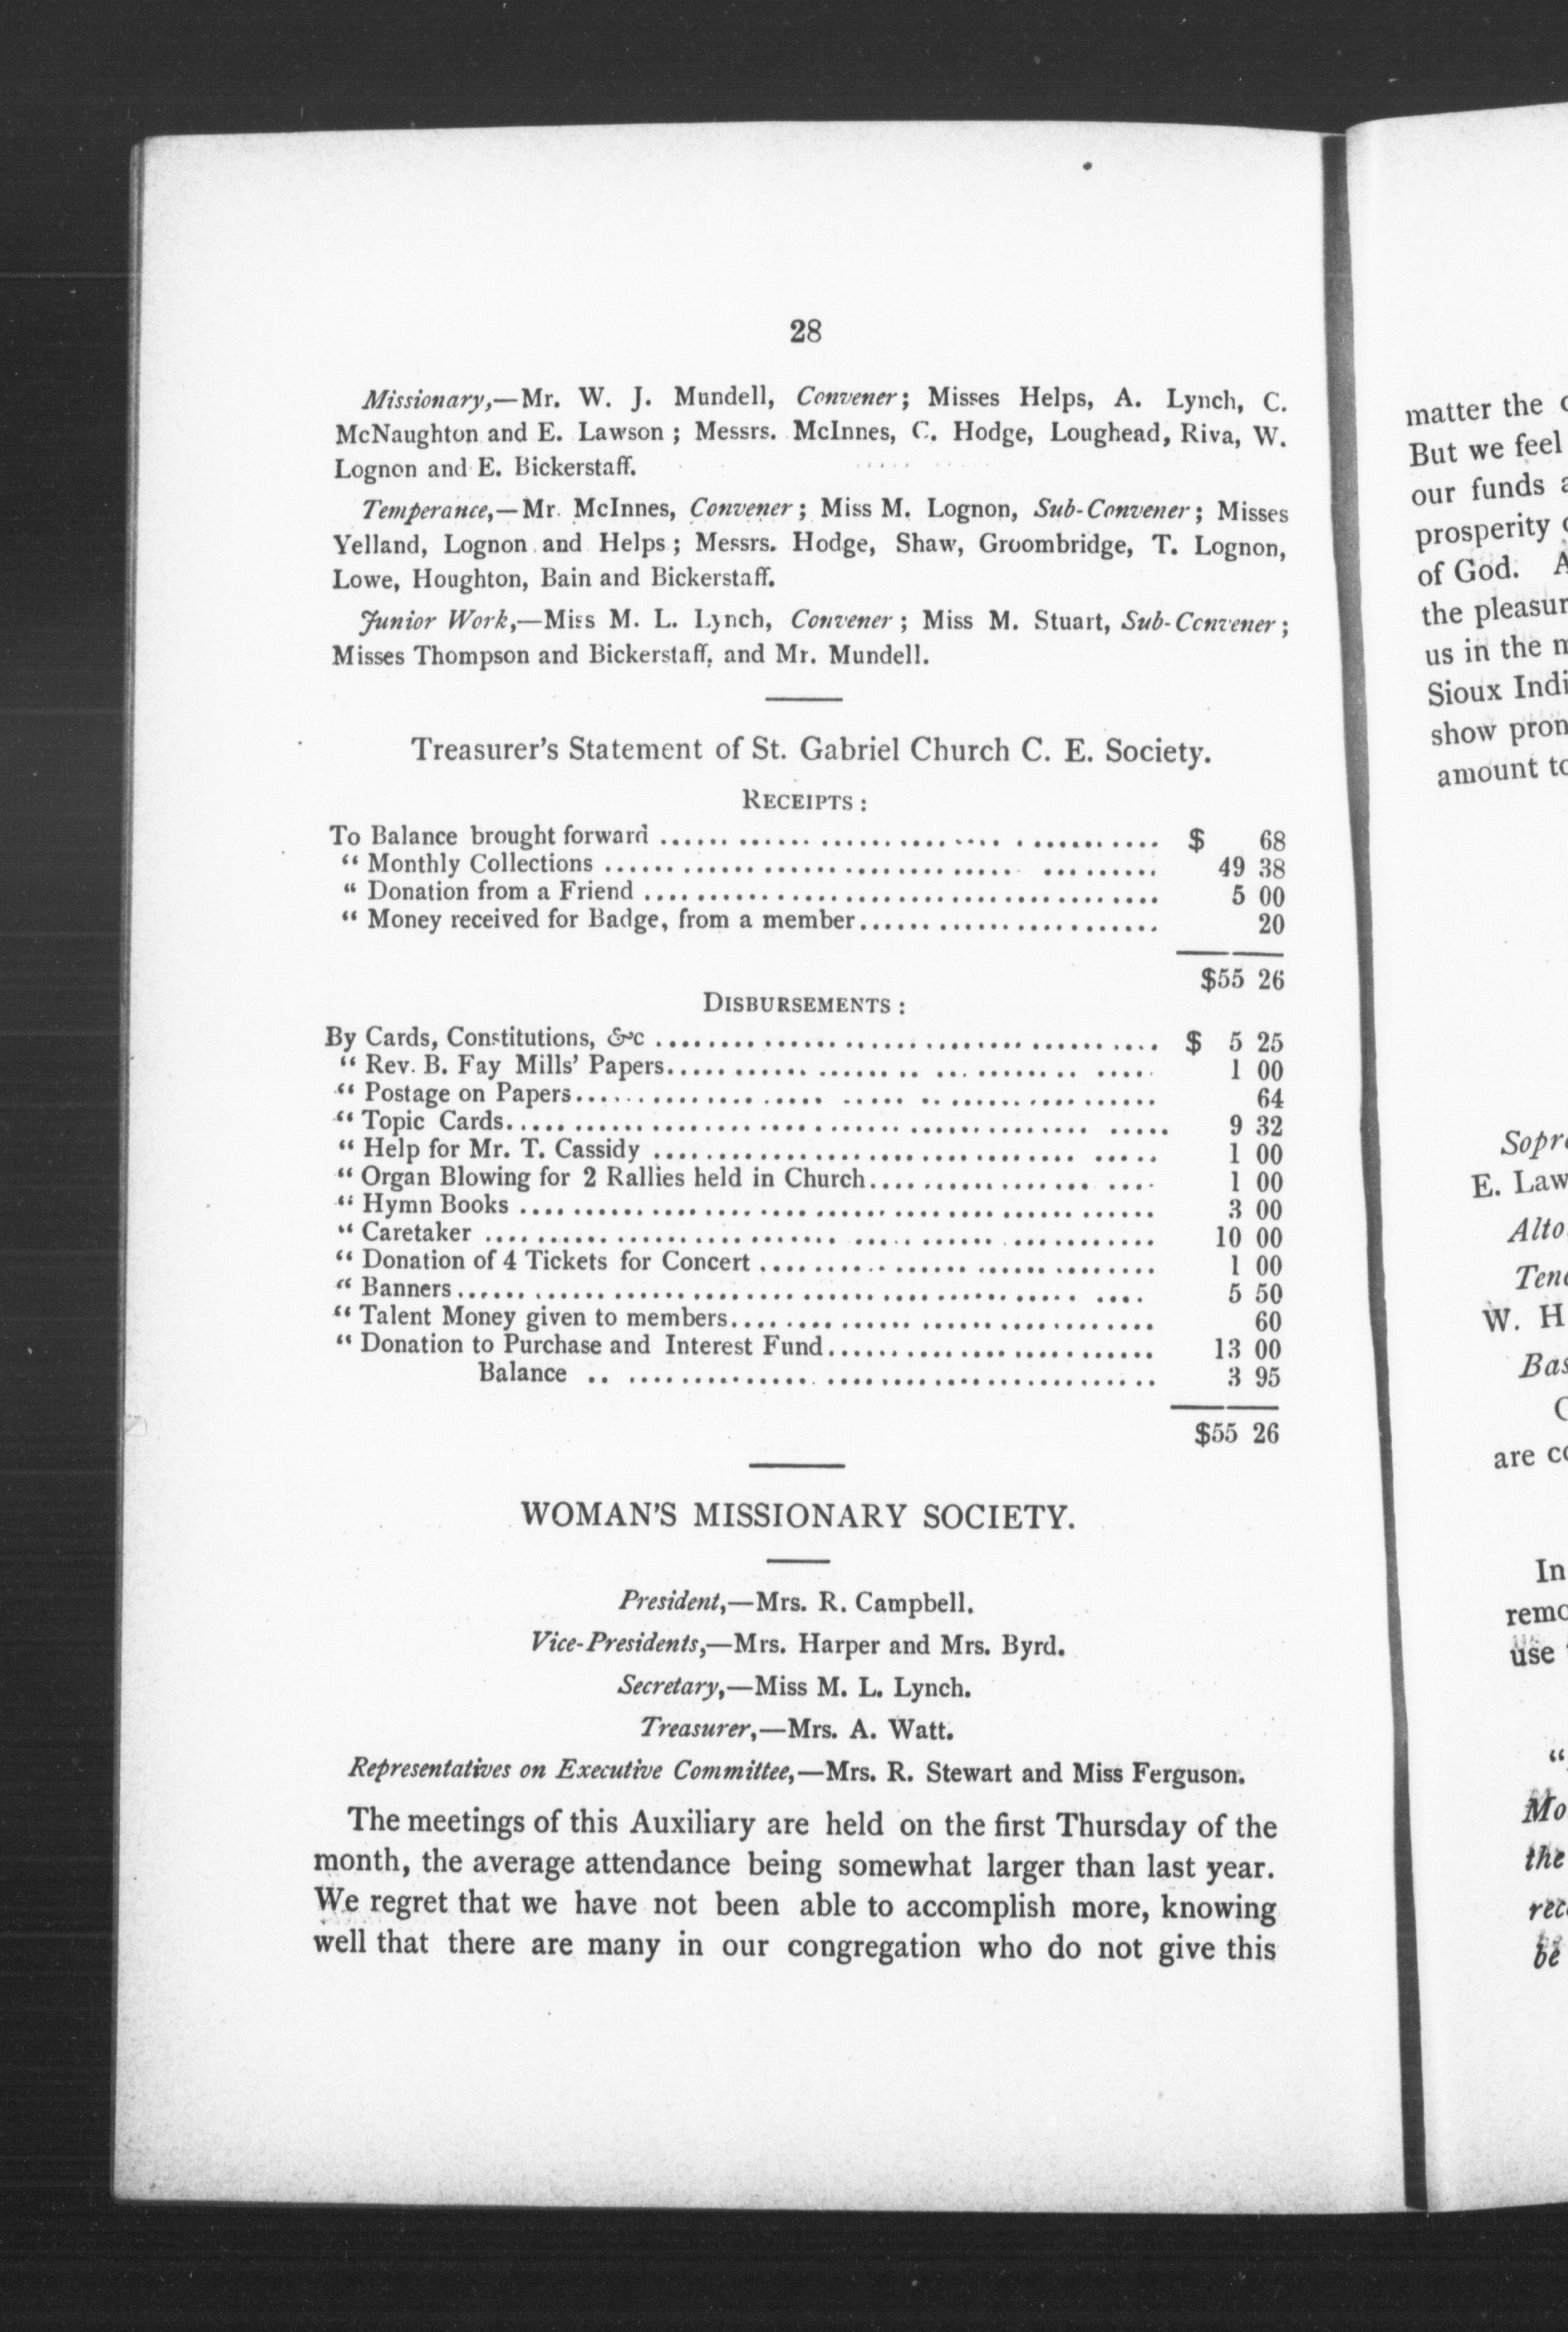 28
Missionary,—Mr. W. J. Mundell, Convener; Misses Helps, A. Lynch, C.
McNaughton and E. Lawson ; Messrs. McInnes, C. Hodge, Loughead, Riva, W.
Lognon and E. Bickerstaff.
Temperance,—Mr. McInnes, Convener ; Miss M. Lognon, Sub-Convener ; Misses
Yelland, Lognon and Helps ; Messrs. Hodge, Shaw, Groombridge, T. Lognon,
Lowe, Houghton, Bain and Bickerstaff.
Junior Work,—Miss M. L. Lynch, Convener ; Miss M. Stuart, Sub-Convener ;
Misses Thompson and Bickerstaff, and Mr. Mundell.
Treasurer's Statement of St. Gabriel Church C. E. Society.
RECEIPTS :
To Balance brought forward ........ $ 68
“ Monthly Collections ........ 49 38
“ Donation from a Friend ........ 5 00
“ Money received for Badge, from a member........ 20
$55 26
DISBURSEMENTS :
By Cards, Constitutions, &c ........ $ 5 25
“ Rev. B. Fay Mills' Papers........ 1 00
“ Postage on Papers........ 64
“ Topic Cards........ 9 32
“ Help for Mr. T. Cassidy ........ 1 00
“ Organ Blowing for 2 Rallies held in Church........ 1 00
“ Hymn Books ........ 3 00
“ Caretaker ........ 10 00
“ Donation of 4 Tickets for Concert ........ 1 00
“ Banners........ 5 50
“ Talent Money given to members........ 60
“ Donation to Purchase and Interest Fund........ 13 00
Balance ........ 3 95
$55 26
WOMAN'S MISSIONARY SOCIETY.
President,—Mrs. R. Campbell.
Vice-Presidents,—Mrs. Harper and Mrs. Byrd.
Secretary,—Miss M. L. Lynch.
Treasurer,—Mrs. A. Watt.
Representatives on Executive Committee,—Mrs. R. Stewart and Miss Ferguson.
The meetings of this Auxiliary are held on the first Thursday of the
month, the average attendance being somewhat larger than last year.
We regret that we have not been able to accomplish more, knowing
well that there are many in our congregation who do not give this
matter the
But we feel
our funds
prosperity
of God.
the pleasur
us in the
Sioux Indi
show pron
amount to
Sopr
E. Law
Alto
Ten
W. H
Bas
are co
In
remo
use
Mo
the
rec
be